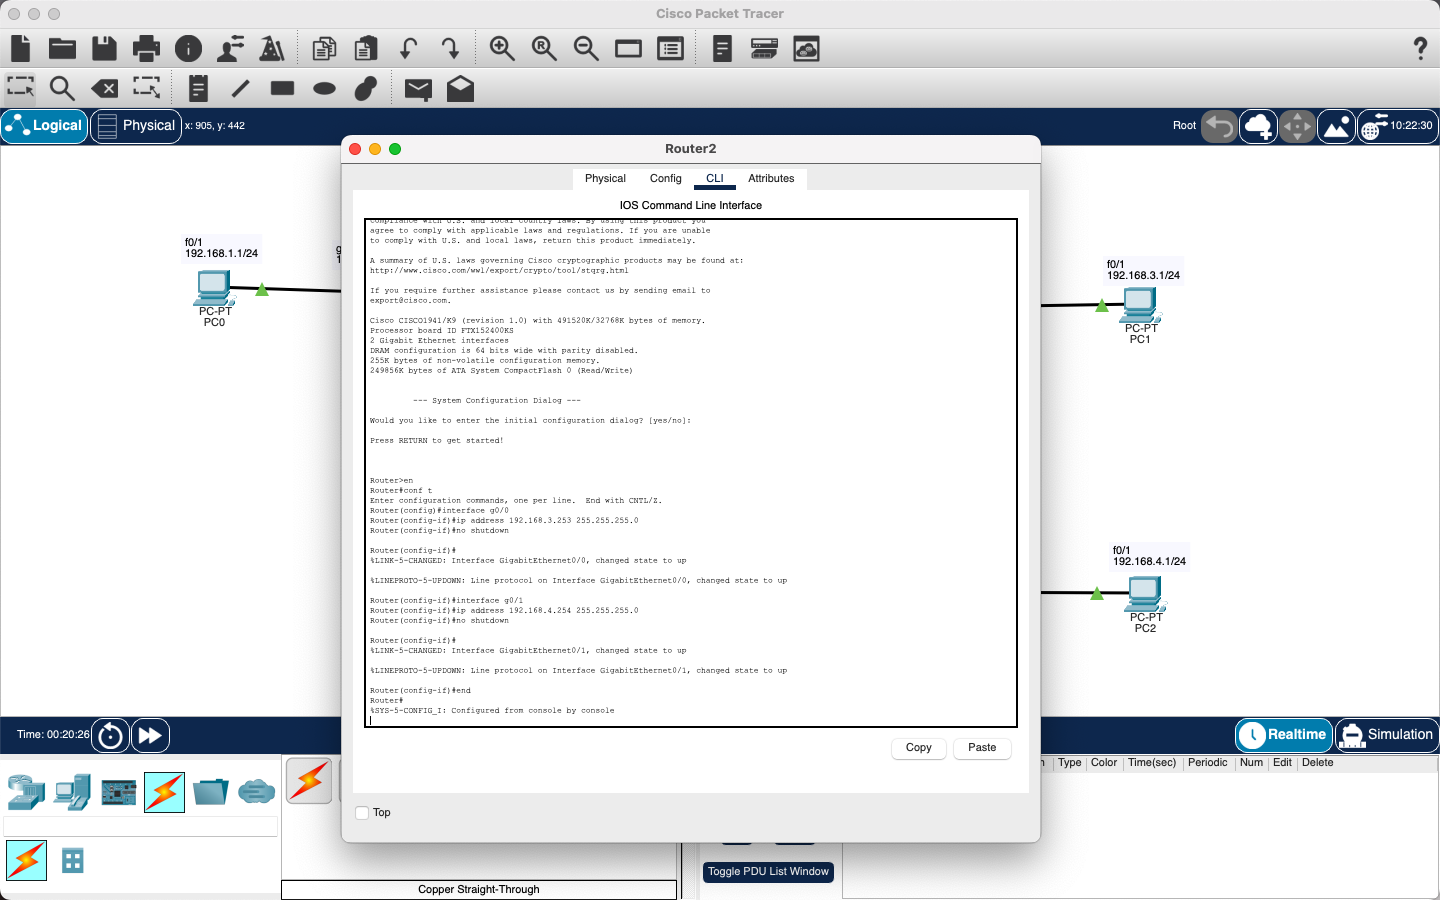 Cisco Packet Tracer
Logical
Physical
x: 905, y: 442
Root
10:22:30
Router2
Physical
Config
CLI
Attributes
IOS Command Line Interface
compliance with U.S. and local country laws. By using this product you
agree to comply with applicable laws and regulations. If you are unable
to comply with U.S. and local laws, return this product immediately.
A summary of U.S. laws governing Cisco cryptographic products may be found at:
http://www.cisco.com/wwl/export/crypto/tool/stqrg.html
If you require further assistance please contact us by sending email to
export@cisco.com.
Cisco CISCO1941/K9 (revision 1.0) with 491520K/32768K bytes of memory.
Processor board ID FTX152400KS
2 Gigabit Ethernet interfaces
DRAM configuration is 64 bits wide with parity disabled.
255K bytes of non-volatile configuration memory.
249856K bytes of ATA System CompactFlash 0 (Read/Write)
--- System Configuration Dialog ---
Would you like to enter the initial configuration dialog? [yes/no]:
Press RETURN to get started!
Router>en
Router#conf t
Enter configuration commands, one per line.  End with CNTL/Z.
Router(config)#interface g0/0
Router(config-if)#ip address 192.168.3.253 255.255.255.0
Router(config-if)#no shutdown
Router(config-if)#
%LINK-5-CHANGED: Interface GigabitEthernet0/0, changed state to up
%LINEPROTO-5-UPDOWN: Line protocol on Interface GigabitEthernet0/0, changed state to up
Router(config-if)#interface g0/1
Router(config-if)#ip address 192.168.4.254 255.255.255.0
Router(config-if)#no shutdown
Router(config-if)#
%LINK-5-CHANGED: Interface GigabitEthernet0/1, changed state to up
%LINEPROTO-5-UPDOWN: Line protocol on Interface GigabitEthernet0/1, changed state to up
Router(config-if)#end
Router#
%SYS-5-CONFIG_I: Configured from console by console
Copy
Paste
Top
f0/1
192.168.1.1/24
PC-PT
PC0
f0/1
192.168.3.1/24
PC-PT
PC1
f0/1
192.168.4.1/24
PC-PT
PC2
Time: 00:20:26
Realtime
Simulation
Type
Color
Time(sec)
Periodic
Num
Edit
Delete
Toggle PDU List Window
Copper Straight-Through